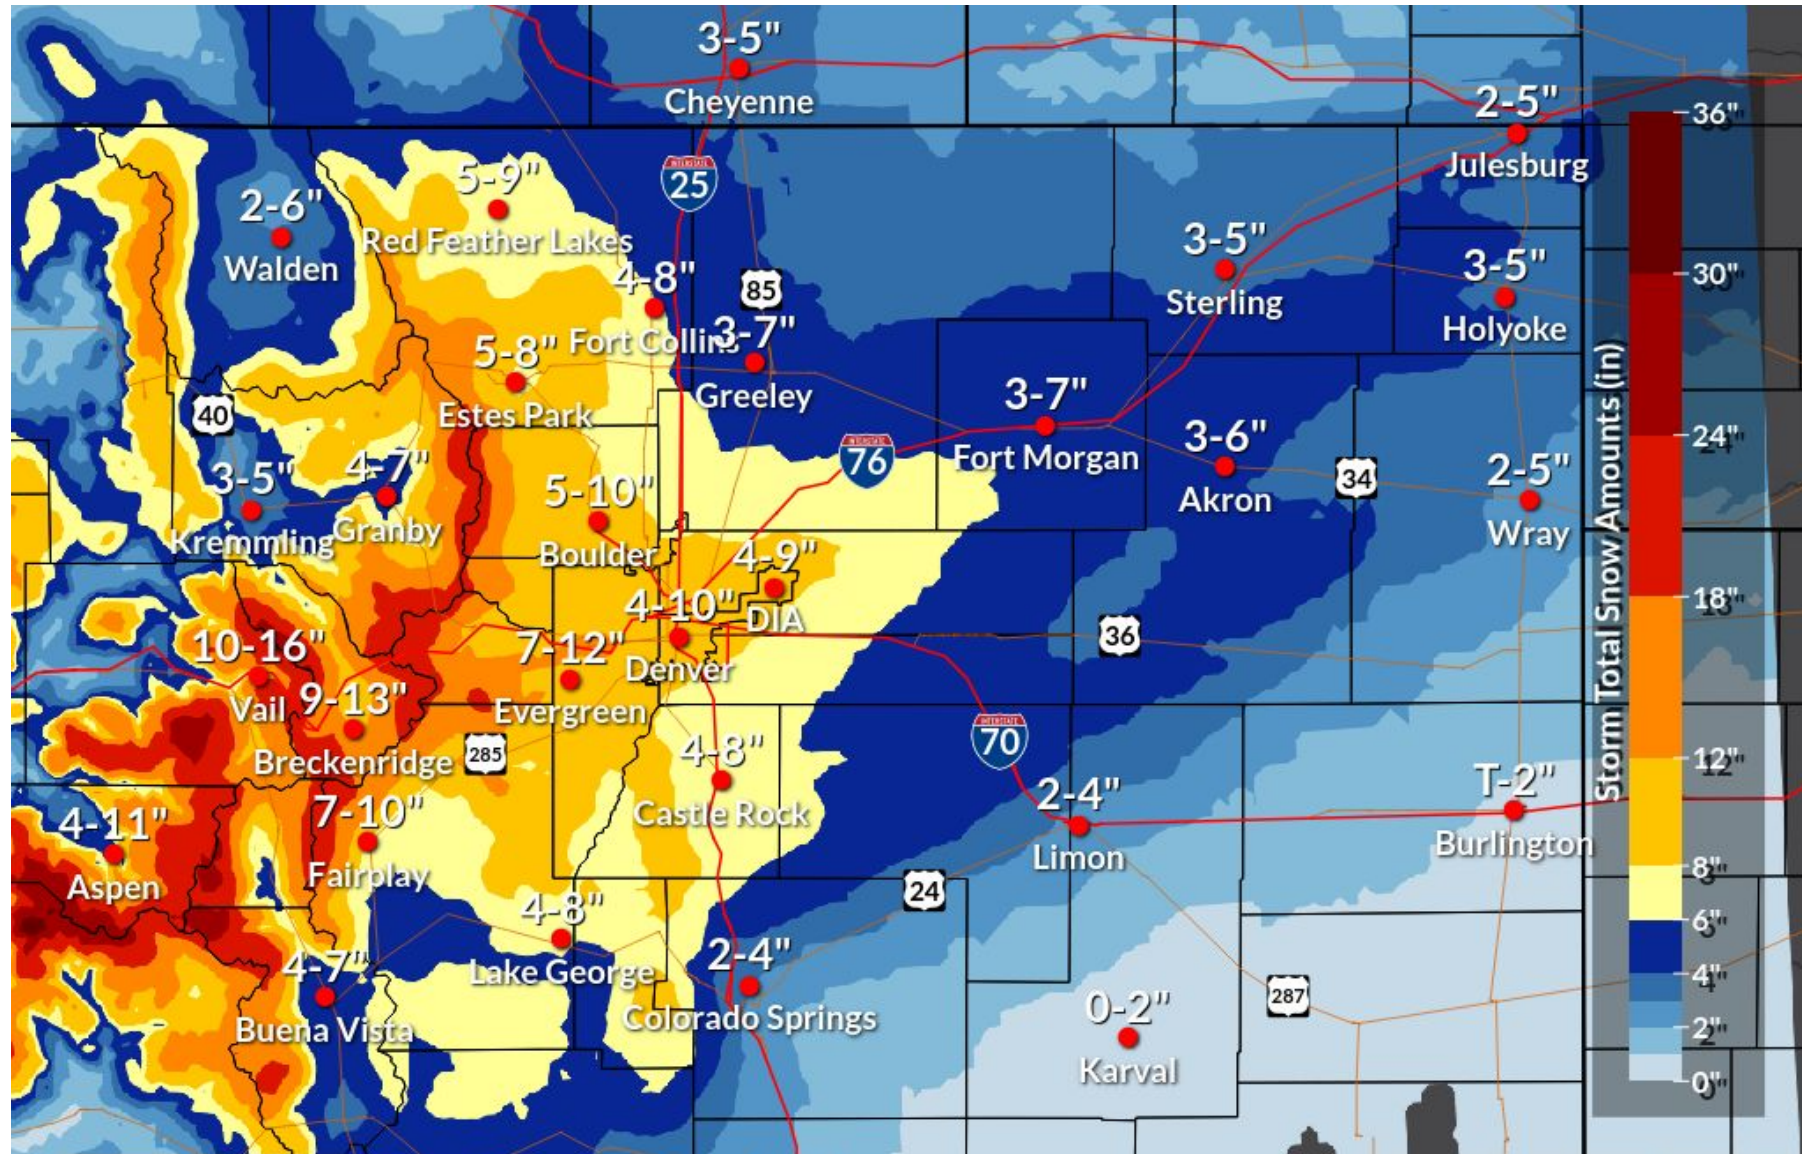 3-5"
Cheyenne
2-5"
Julesburg
36"
INTERSTATE
25
5-9"
Red Feather Lakes
2-6"
Walden
3-5"
Sterling
3-5"
Holyoke
30"
4-8"
Fort Collins
85
3-7"
Greeley
5-8"
Estes Park
40
3-7"
Fort Morgan
INTERSTATE
76
3-6"
Akron
34
2-5"
Wray
24"
3-5"
Kremmling
4-7"
Granby
5-10"
Boulder
4-9"
DIA
4-10"
Denver
36
18"
Storm Total Snow Amounts (in)
10-16"
Vail
9-13"
Breckenridge
7-12"
Evergreen
285
4-8"
Castle Rock
INTERSTATE
70
12"
2-4"
Limon
T-2"
Burlington
4-11"
Aspen
7-10"
Fairplay
8"
24
6"
4-8"
Lake George
4-7"
Buena Vista
2-4"
Colorado Springs
4"
0-2"
Karval
287
2"
0"